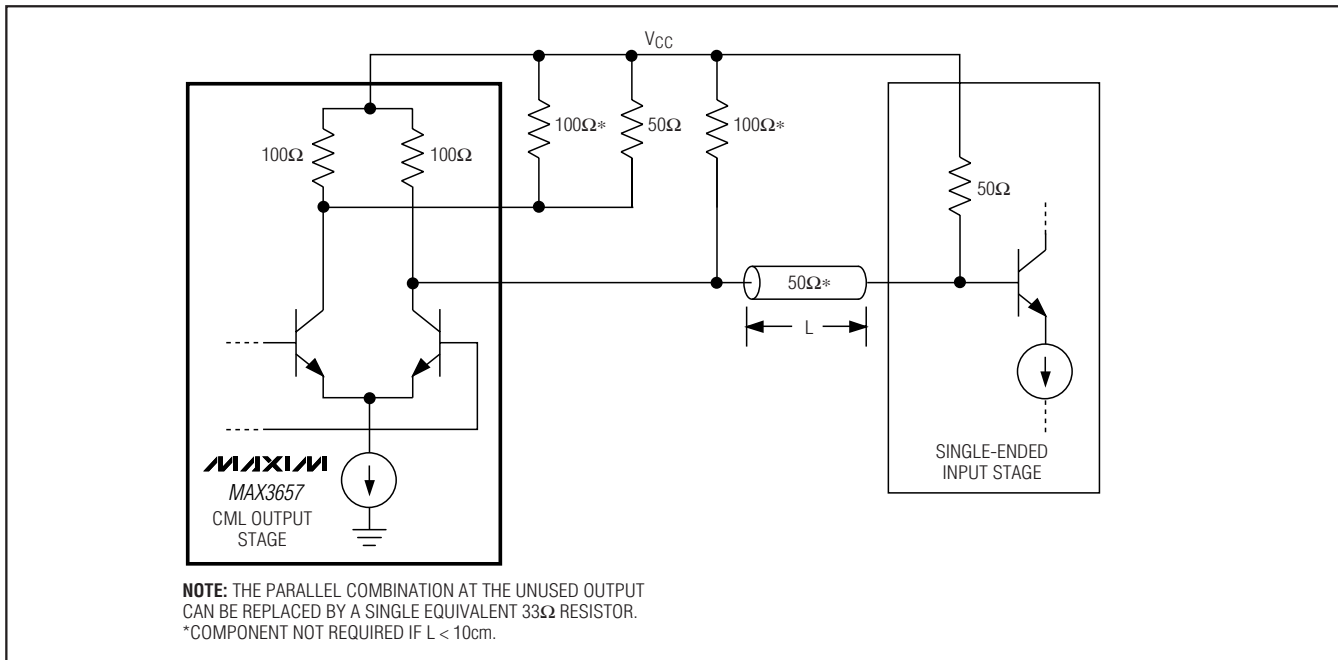 VCC
100Ω
100Ω
100Ω*
50Ω
100Ω*
50Ω
50Ω*
L
MAXIM
MAX3657
CML OUTPUT
STAGE
SINGLE-ENDED
INPUT STAGE
NOTE: THE PARALLEL COMBINATION AT THE UNUSED OUTPUT
CAN BE REPLACED BY A SINGLE EQUIVALENT 33Ω RESISTOR.
*COMPONENT NOT REQUIRED IF L < 10cm.